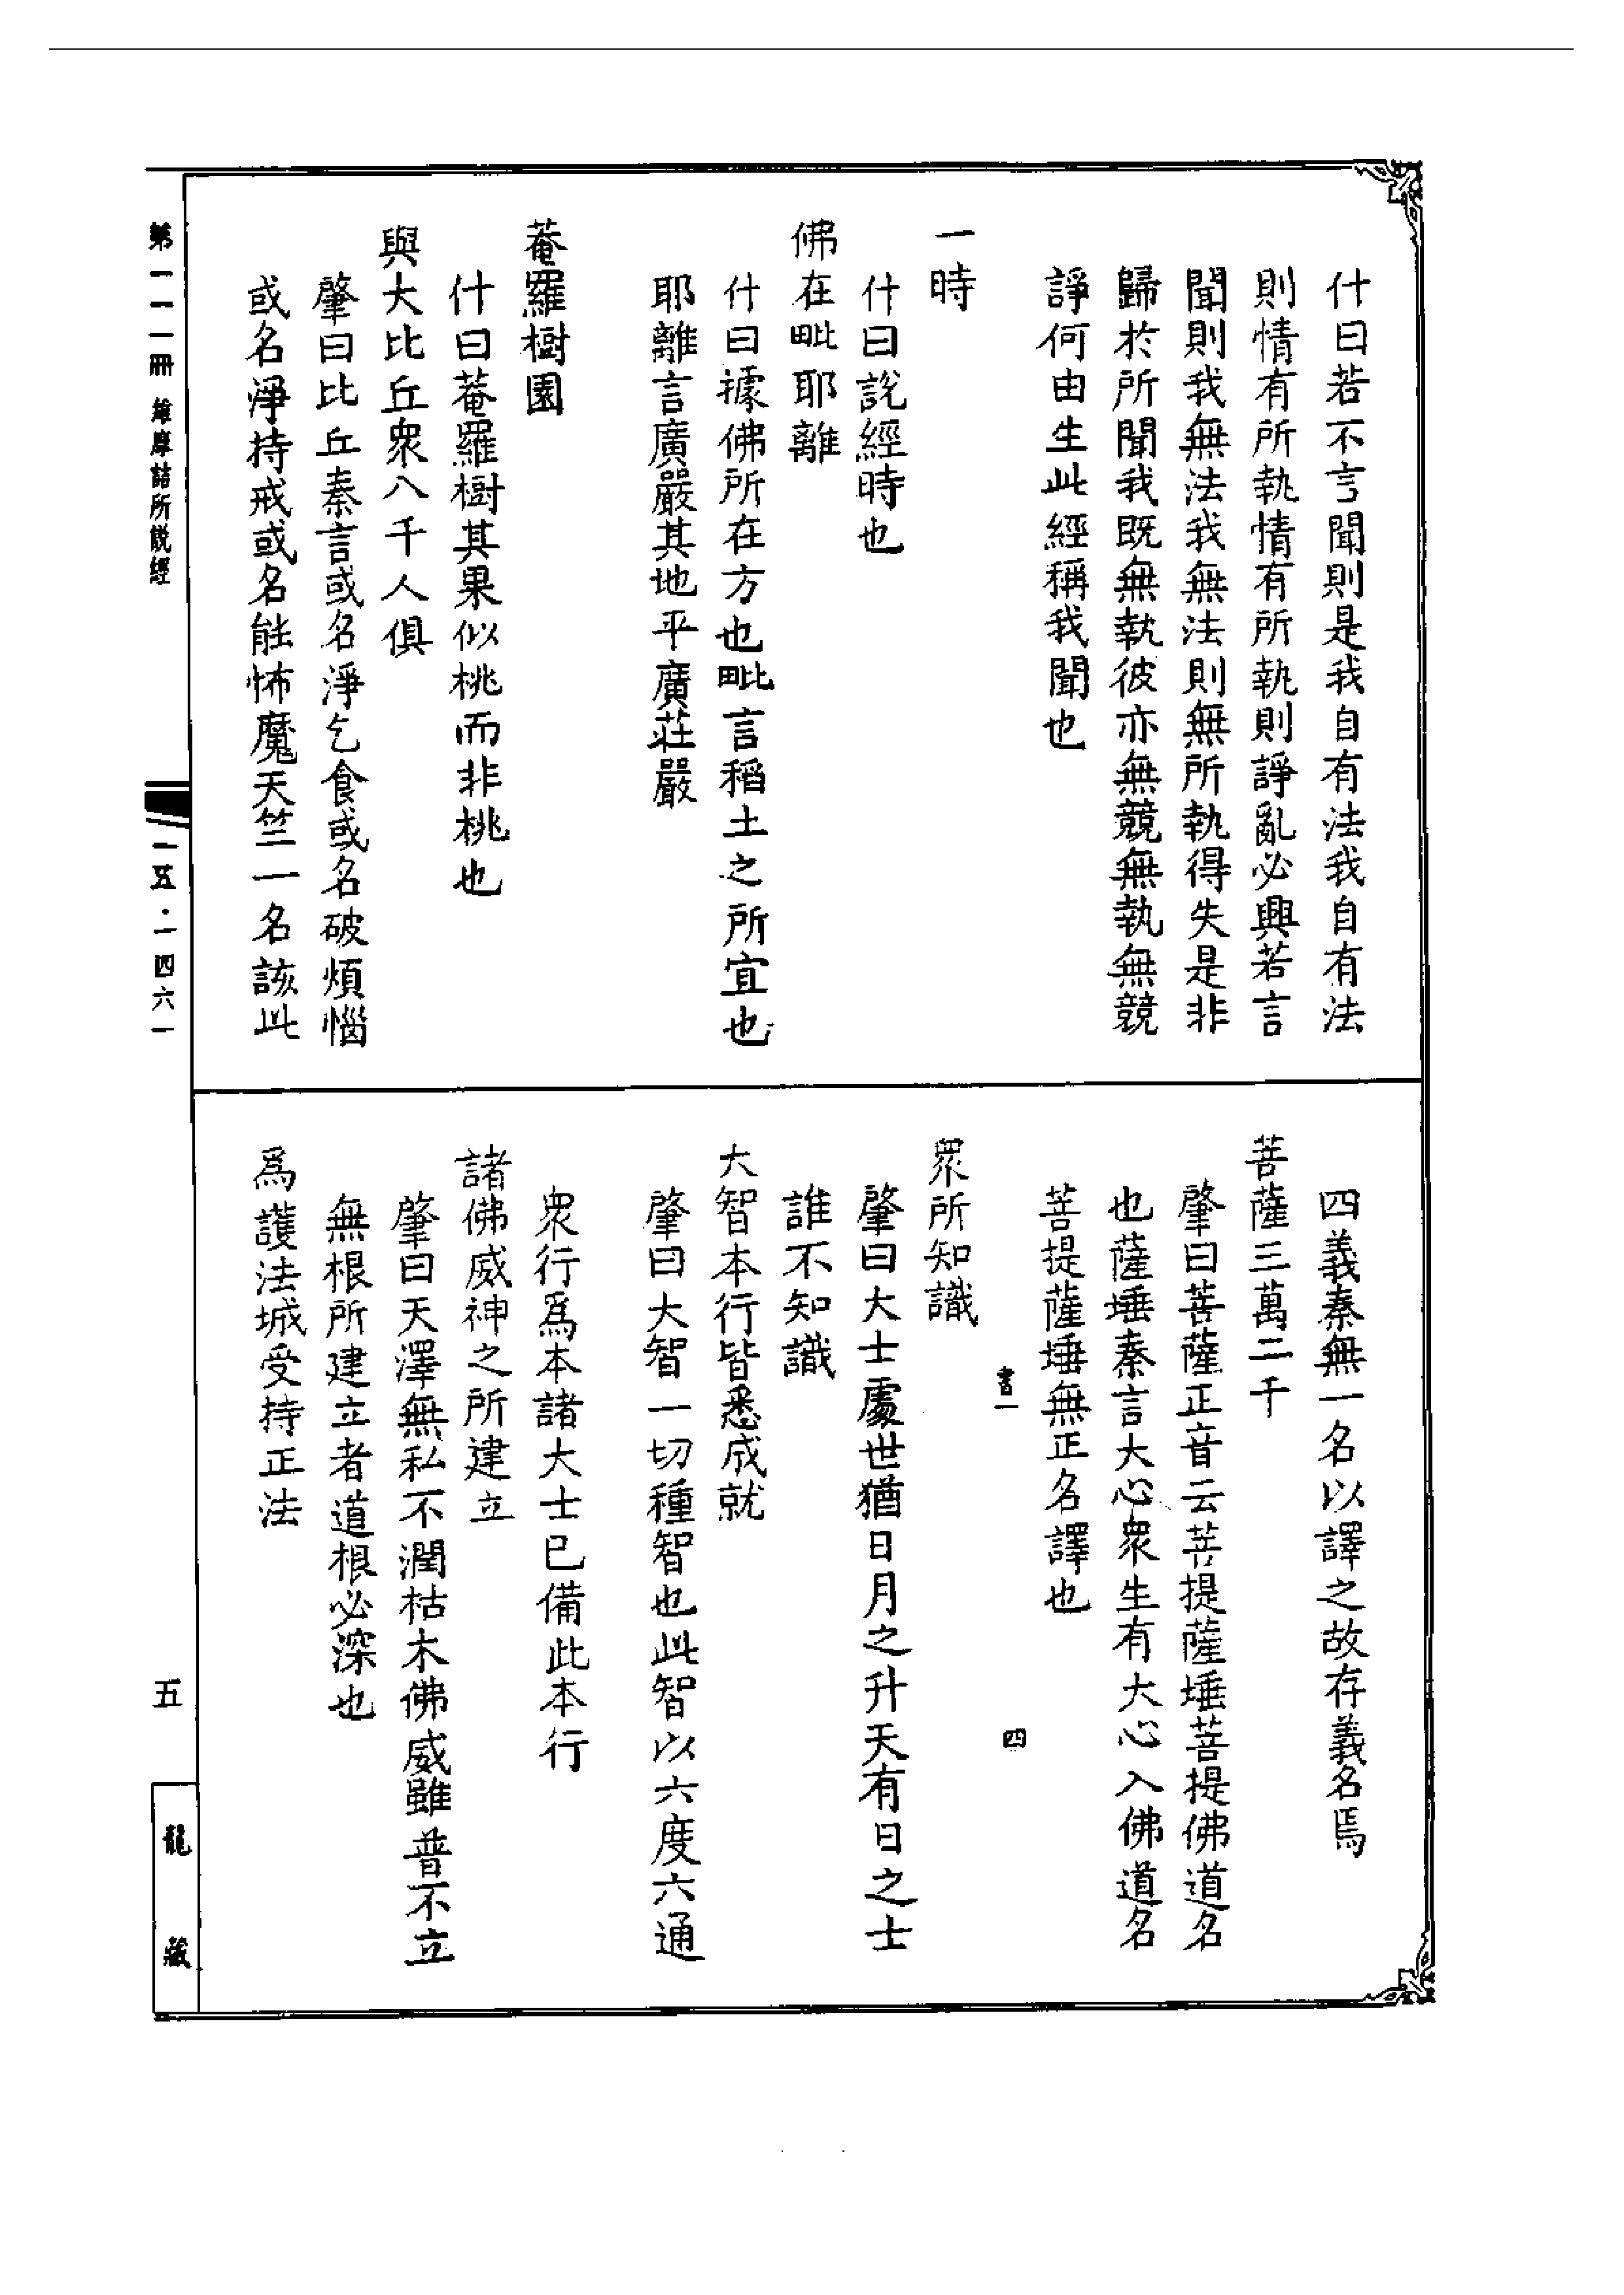 什曰若不言聞則是我自有法我自有法
則情有所執情有所執則諍亂必興若言
聞則我無法我無法則無所執得失是非
歸於所聞我既無執彼亦無競無執無競
諍何由生此經稱我聞也
一時
什曰說經時也
佛在毗耶離
什曰據佛所在方也毗言稻土之所宜也
耶離言廣嚴其地平廣莊嚴
菴羅樹園
什曰菴羅樹其果似桃而非桃也
與大比丘衆八千人俱
肇曰比丘秦言或名淨乞食或名破煩惱
或名淨持戒或名能怖魔天竺一名該此
四義秦無一名以譯之故存義名焉
菩薩三萬二千
肇曰菩薩正音云菩提薩埵菩提佛道名
也薩埵秦言大心衆生有大心入佛道名
菩提薩埵無正名譯也
書一 四
眾所知識
肇曰大士處世猶日月之升天有目之士
誰不知識
大智本行皆悉成就
肇曰大智一切種智也此智以六度六通
衆行爲本諸大士已備此本行
諸佛威神之所建立
肇曰天澤無私不潤枯木佛威雖普不立
無根所建立者道根必深也
爲護法城受持正法
第一一一冊 維摩詰所說經
一五·一四六一
五
龍藏